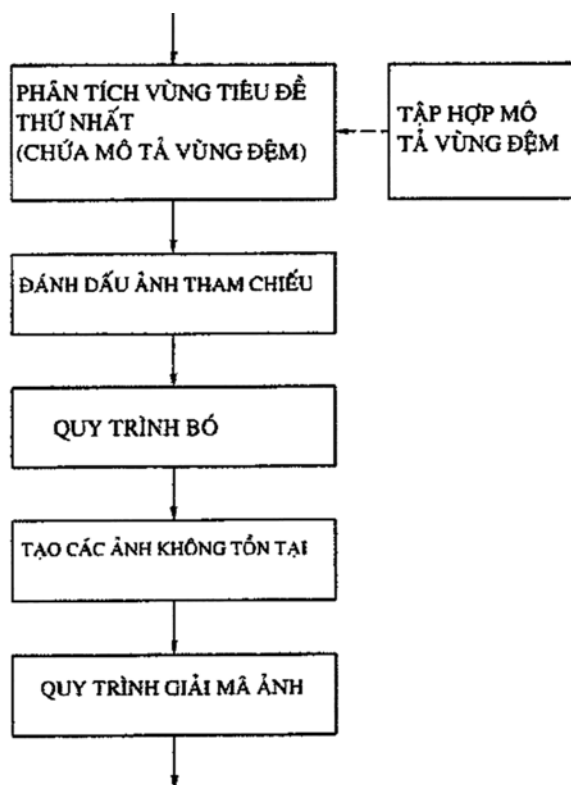 PHÂN TÍCH VÙNG TIÊU ĐỀ
THỨ NHẤT
(CHỨA MÔ TẢ VÙNG ĐỆM)
TẬP HỢP MÔ
TẢ VÙNG ĐỆM
ĐÁNH DẤU ẢNH THAM CHIẾU
QUY TRÌNH BÓ
TẠO CÁC ẢNH KHÔNG TỒN TẠI
QUY TRÌNH GIẢI MÃ ẢNH